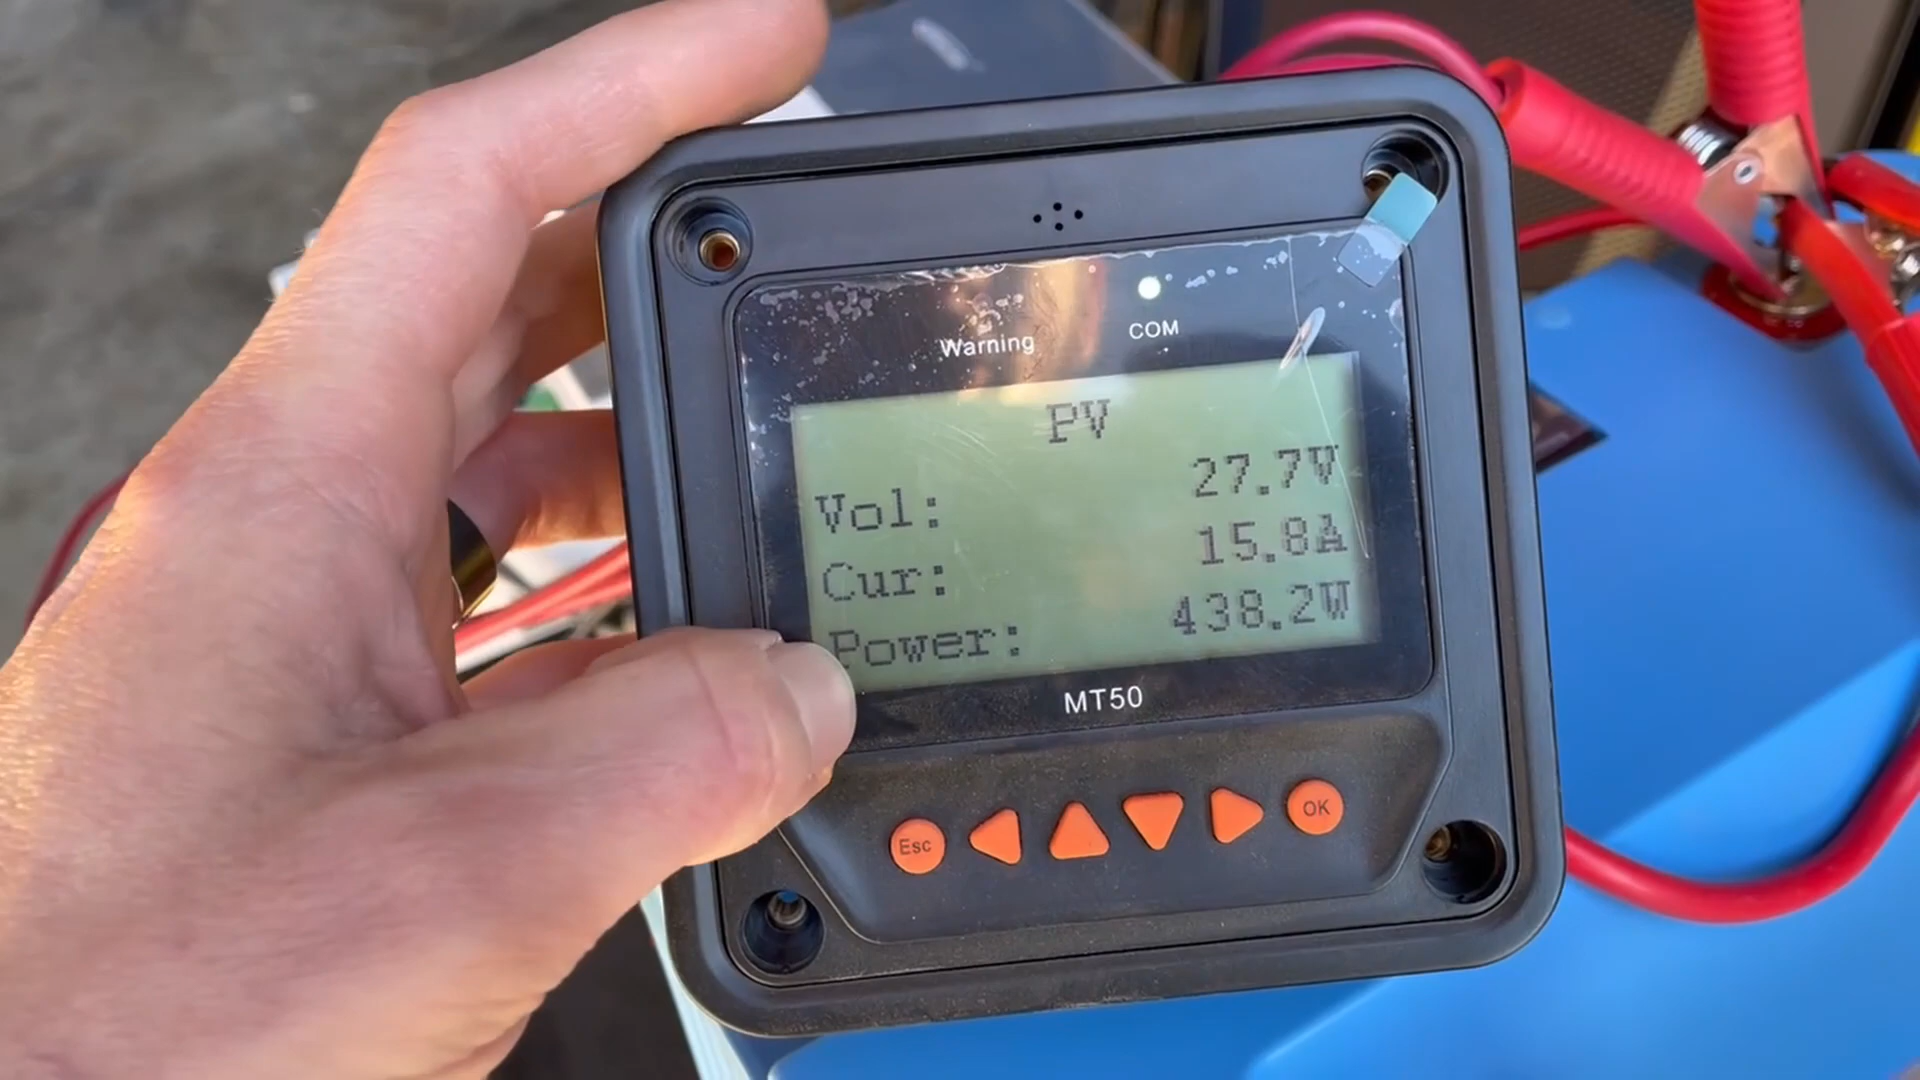 Warning
COM
PV
Vol: 27.7V
Cur: 15.8A
Power: 438.2W
MT50
Esc
OK